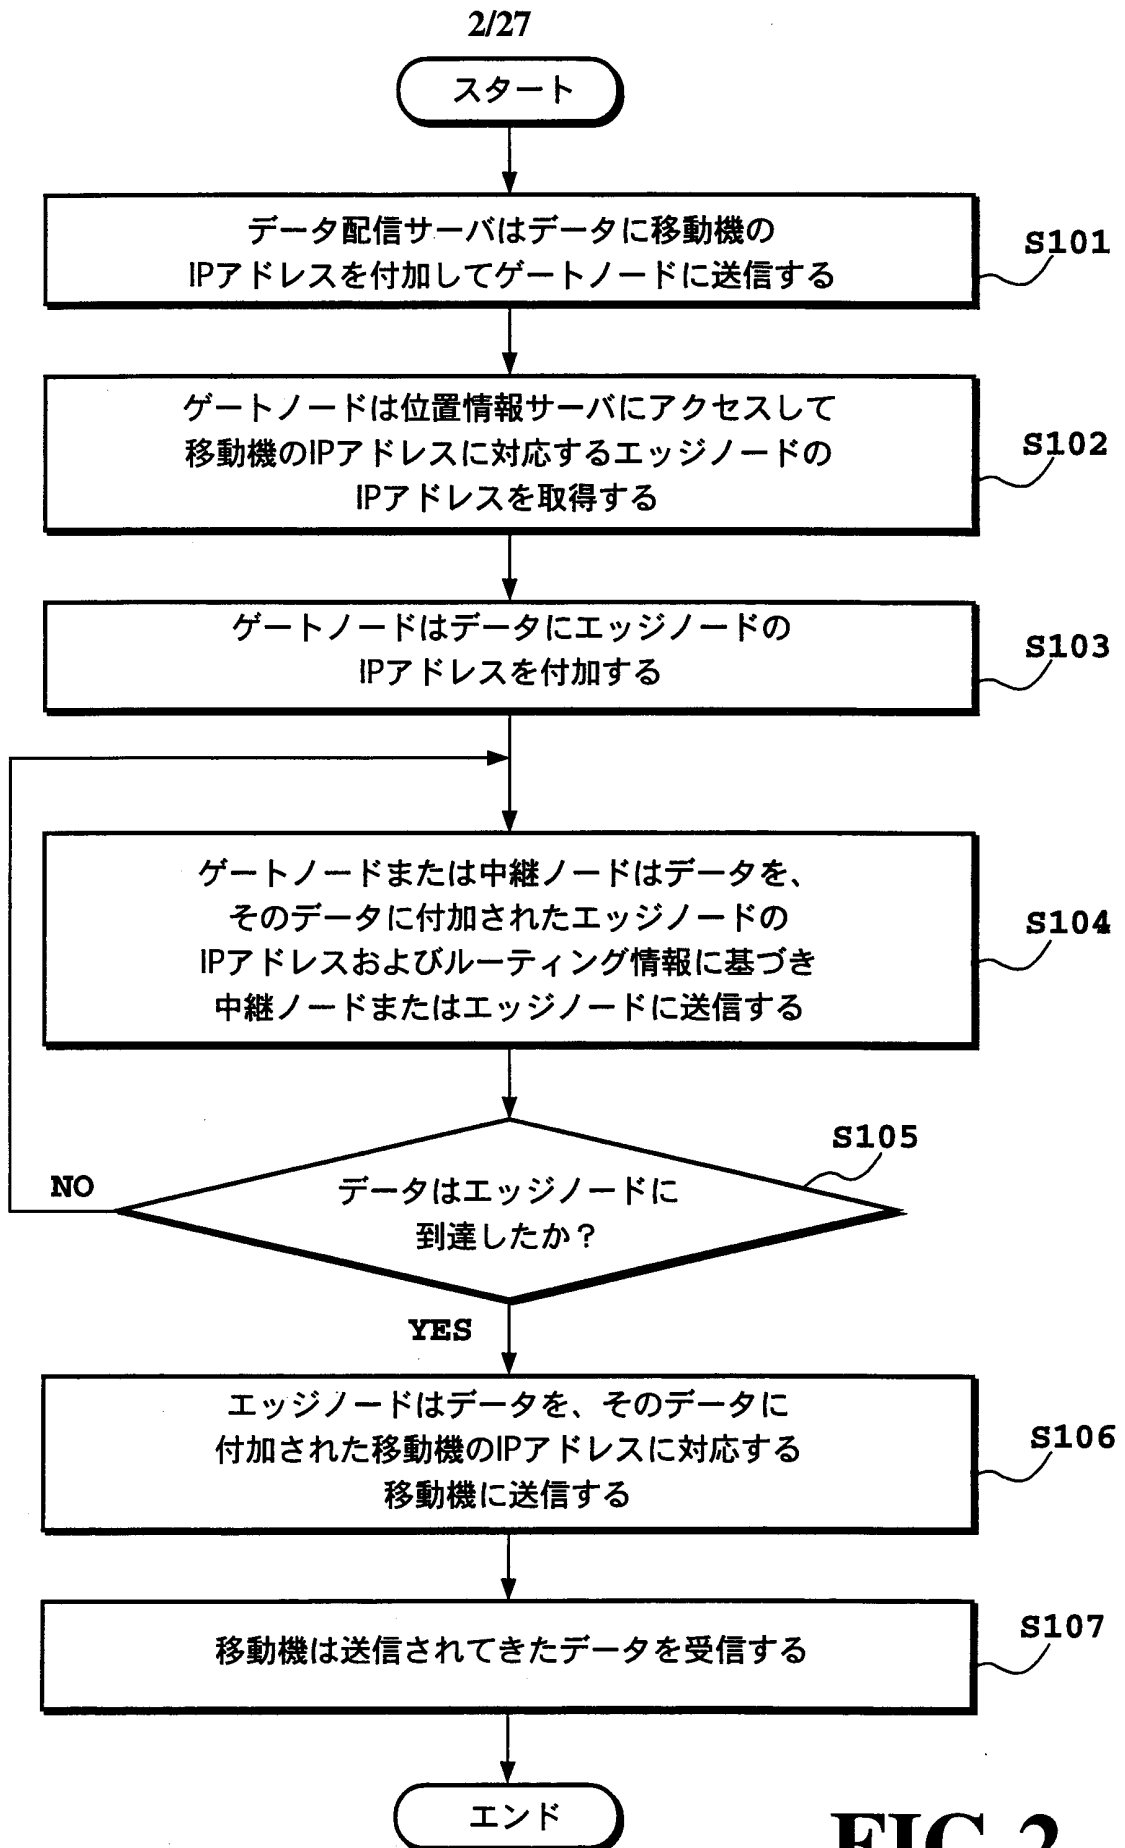 2/27
スタート
データ配信サーバはデータに移動機の
IPアドレスを付加してゲートノードに送信する
S101
ゲートノードは位置情報サーバにアクセスして
移動機のIPアドレスに対応するエッジノードの
IPアドレスを取得する
S102
ゲートノードはデータにエッジノードの
IPアドレスを付加する
S103
ゲートノードまたは中継ノードはデータを、
そのデータに付加されたエッジノードの
IPアドレスおよびルーティング情報に基づき
中継ノードまたはエッジノードに送信する
S104
S105
データはエッジノードに
到達したか？
NO
YES
エッジノードはデータを、そのデータに
付加された移動機のIPアドレスに対応する
移動機に送信する
S106
移動機は送信されてきたデータを受信する
S107
エンド
FIG.2